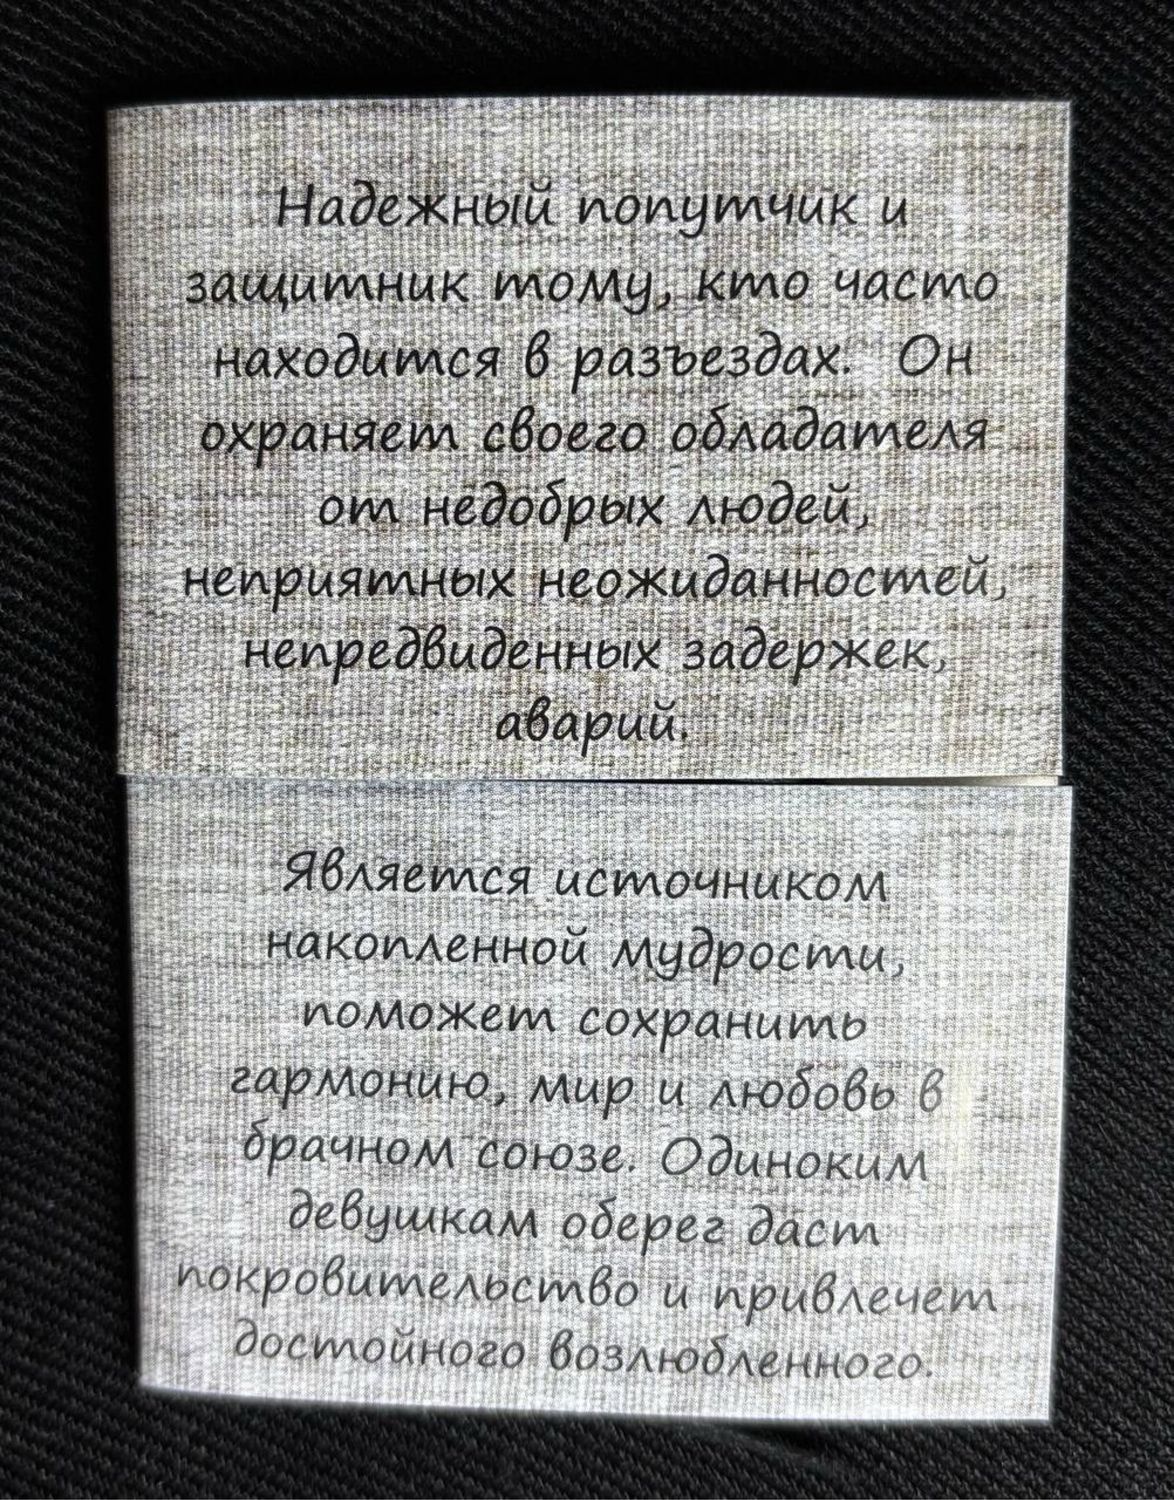 Надежный попутчик и
защитник тому, кто часто
находится в разъездах. Он
охраняет своего обладателя
от недобрых людей,
неприятных неожиданностей,
непредвиденных задержек,
аварий.
Является источником
накопленной мудрости,
поможет сохранить
гармонию, мир и любовь в
брачном союзе. Одиноким
девушкам оберег даст
покровительство и привлечет
достойного возлюбленного.